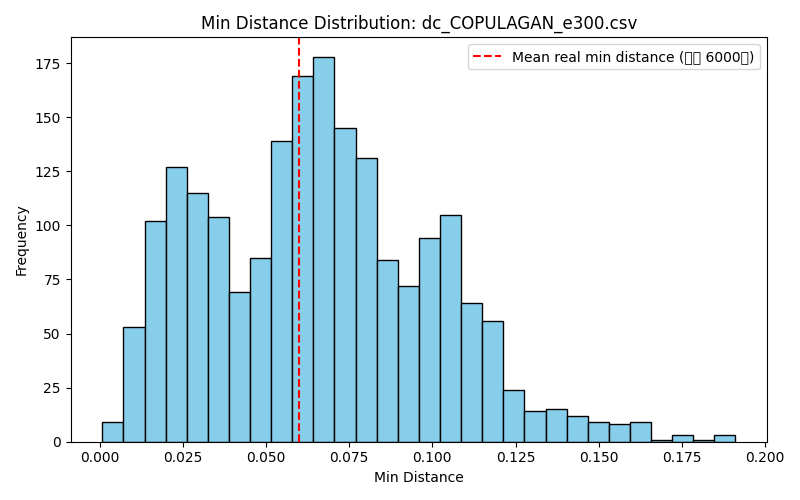 Min Distance Distribution: dc_COPULAGAN_e300.csv
Mean real min distance ( 6000)
Frequency
175
150
125
100
75
50
25
0
0.000 0.025 0.050 0.075 0.100 0.125 0.150 0.175 0.200
Min Distance